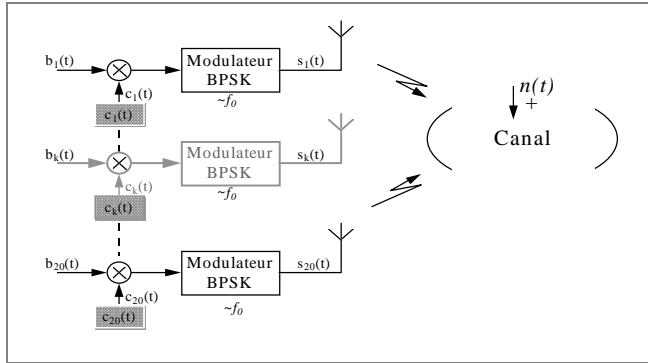 b₁(t) Modulateur BPSK s₁(t)
c₁(t)
c₁(t)
~f₀
n(t)
+
Canal
bₖ(t) Modulateur BPSK sₖ(t)
cₖ(t)
cₖ(t)
~f₀
b₂₀(t) Modulateur BPSK s₂₀(t)
c₂₀(t)
c₂₀(t)
~f₀